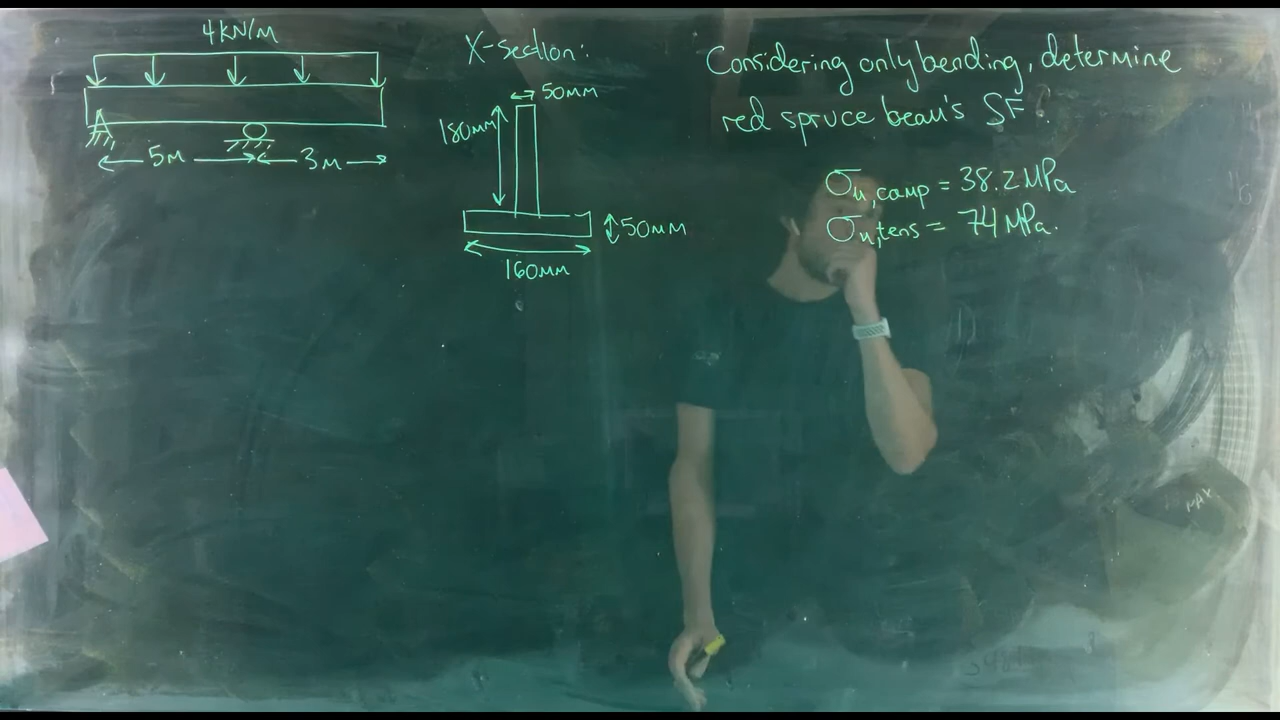 4kN/m
5m
3m
X-section:
50mm
180mm
50mm
160mm
Considering only bending, determine
red spruce beam's SF.
σu,comp = 38.2 MPa
σu,tens = 74 MPa.
MAX